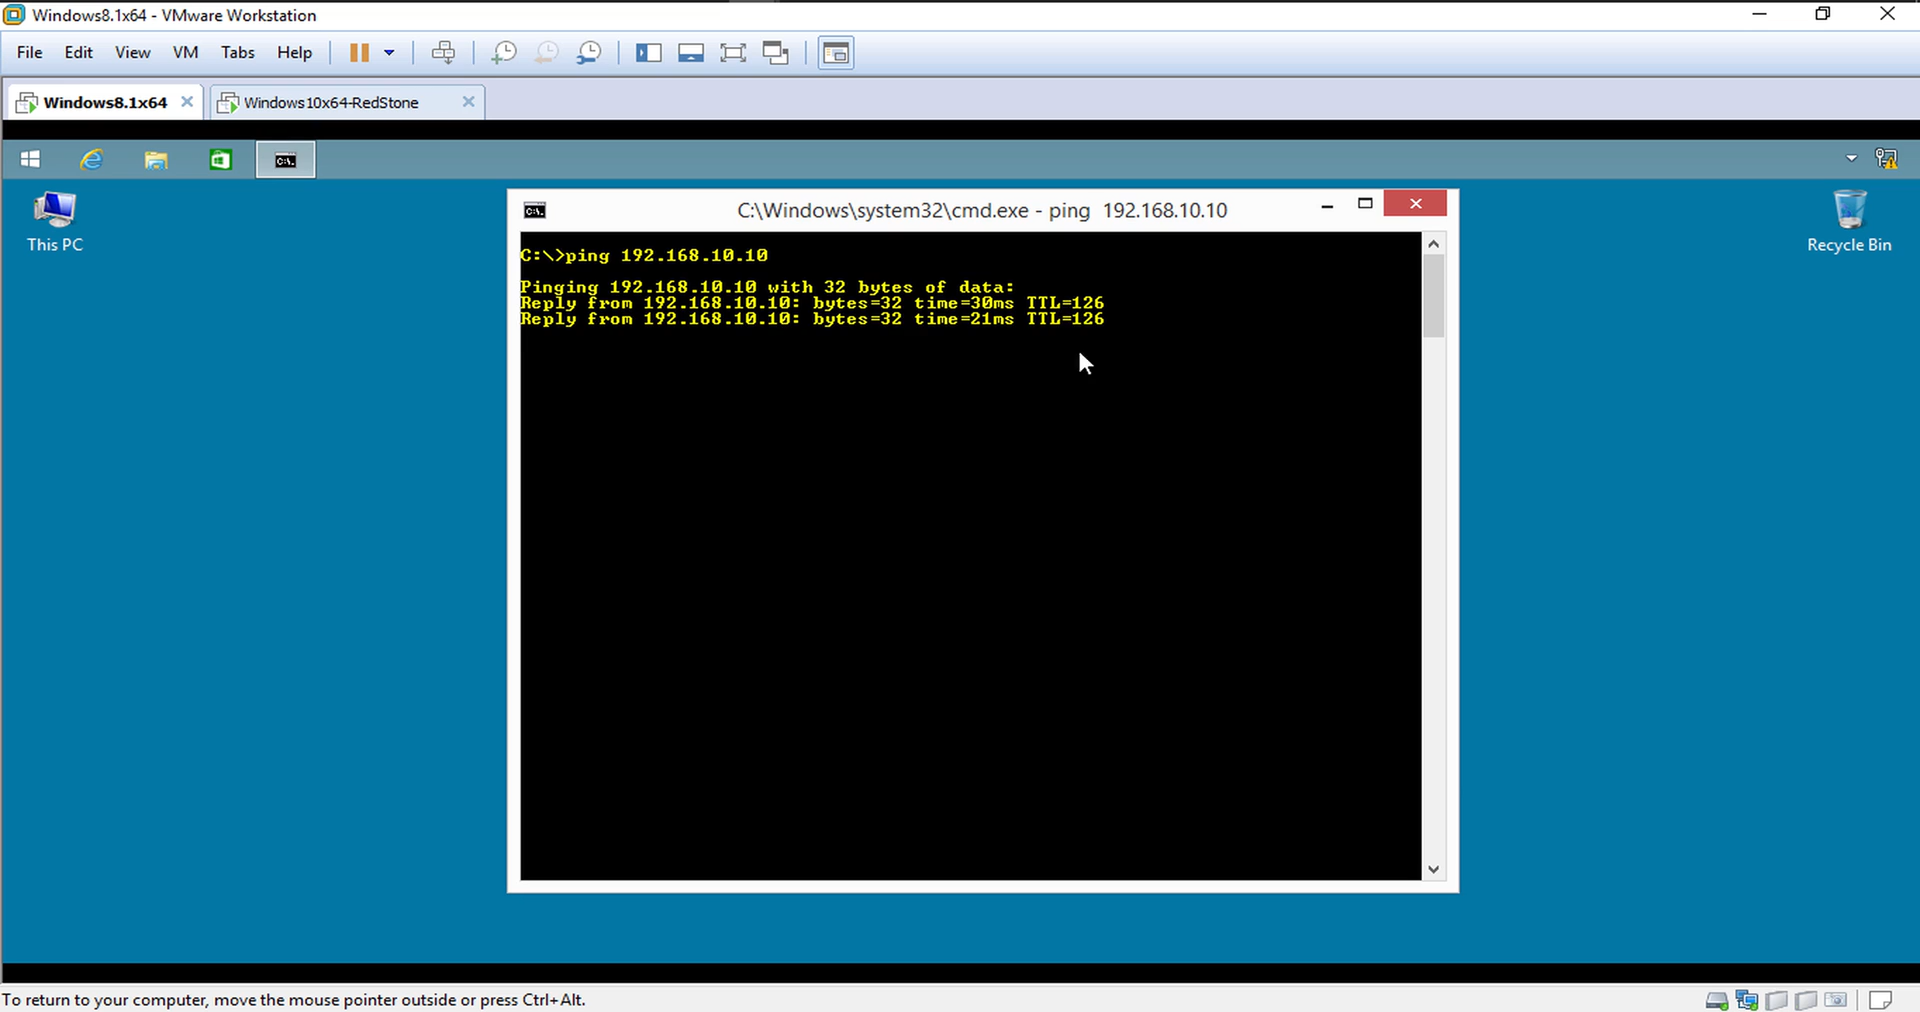 Windows8.1x64 - VMware Workstation
File Edit View VM Tabs Help
Windows8.1x64
Windows10x64-RedStone
This PC
Recycle Bin
C:\Windows\system32\cmd.exe - ping 192.168.10.10
C:\>ping 192.168.10.10
Pinging 192.168.10.10 with 32 bytes of data:
Reply from 192.168.10.10: bytes=32 time=30ms TTL=126
Reply from 192.168.10.10: bytes=32 time=21ms TTL=126
To return to your computer, move the mouse pointer outside or press Ctrl+Alt.